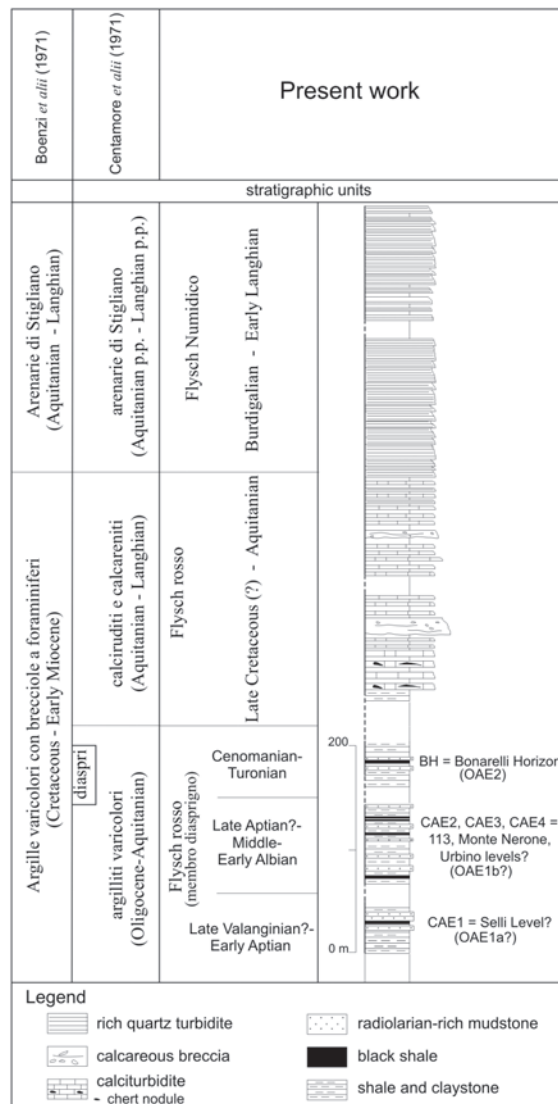 Boenzi et alii (1971)
Centamore et alii (1971)
Present work
stratigraphic units
Arenarie di Stigliano
(Aquitanian - Langhian)
arenarie di Stigliano
(Aquitanian p.p. - Langhian p.p.)
Flysch Numidico
Burdigalian - Early Langhian
Argille varicolori con brecciole a foraminiferi
(Cretaceous - Early Miocene)
calciruditi e calcareniti
(Aquitanian - Langhian)
Flysch rosso
Late Cretaceous (?) - Aquitanian
diaspri
argilliti varicolori
(Oligocene-Aquitanian)
Flysch rosso
(membro diasprigno)
Cenomanian-
Turonian
Late Aptian?-
Middle-
Early Albian
Late Valanginian?-
Early Aptian
200
0 m
BH = Bonarelli Horizon
(OAE2)
CAE2, CAE3, CAE4 =
113, Monte Nerone,
Urbino levels?
(OAE1b?)
CAE1 = Selli Level?
(OAE1a?)
Legend
rich quartz turbidite
calcareous breccia
calciturbidite
chert nodule
radiolarian-rich mudstone
black shale
shale and claystone